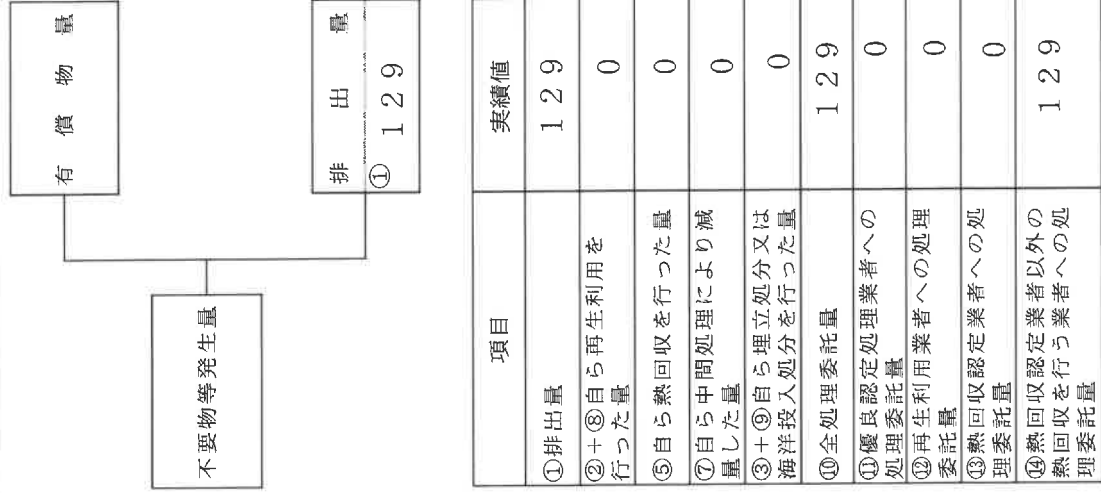 不要物等発生量
有償物量
排出量
① 129
項目 実績値
①排出量 129
②+⑧自ら再生利用を
行った量 0
⑤自ら熱回収を行った量 0
⑦自ら中間処理により減
量した量 0
③+⑨自ら埋立処分又は
海洋投入処分を行った量 0
⑩全処理委託量 129
⑪優良認定処理業者への
処理委託量 0
⑫再生利用業者への処理
委託量 0
⑬熱回収認定業者への処
理委託量 0
⑭熱回収認定業者以外の
熱回収を行う業者への処
理委託量 129